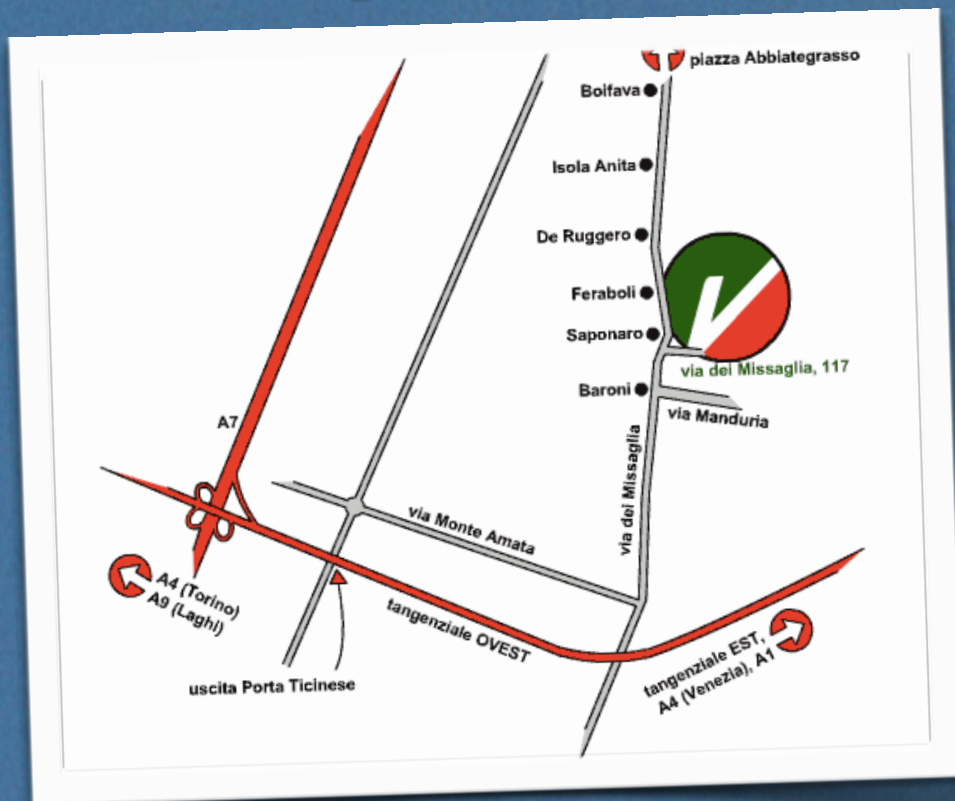 piazza Abbiategrasso
Boifava
Isola Anita
De Ruggero
Feraboli
Saponaro
via dei Missaglia, 117
Baroni
via Manduria
A7
via dei Missaglia
via Monte Amata
A4 (Torino)
A9 (Laghi)
tangenziale OVEST
tangenziale EST,
A4 (Venezia), A1
uscita Porta Ticinese